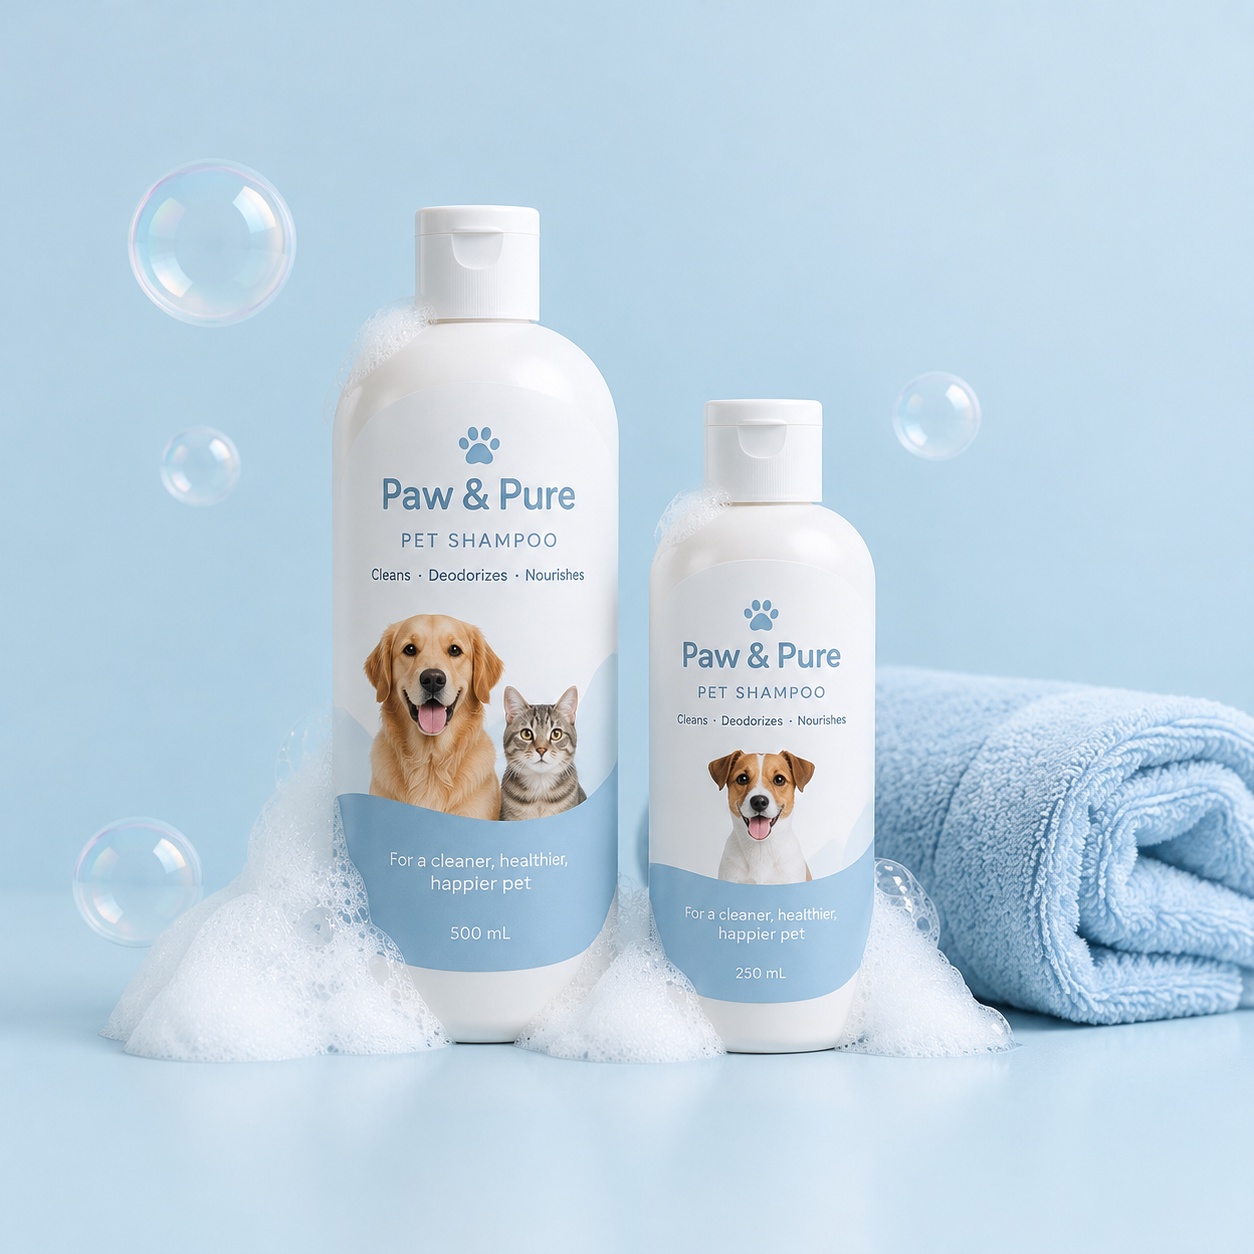 Paw & Pure
PET SHAMPOO
Cleans · Deodorizes · Nourishes
For a cleaner, healthier,
happier pet
500 mL
Paw & Pure
PET SHAMPOO
Cleans · Deodorizes · Nourishes
For a cleaner, healthier,
happier pet
250 mL